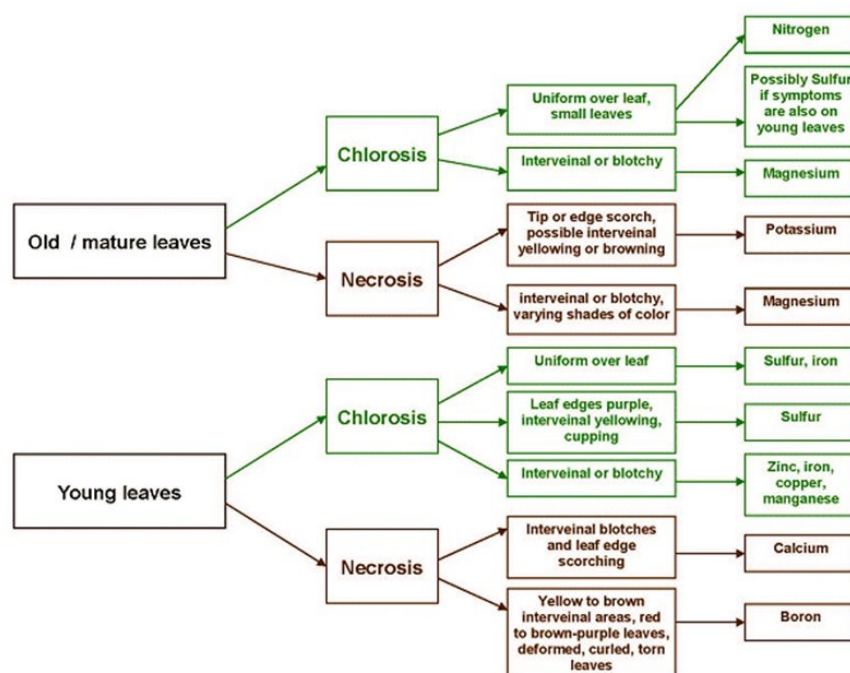 Old / mature leaves
Chlorosis
Uniform over leaf,
small leaves
Nitrogen
Possibly Sulfur
if symptoms
are also on
young leaves
Interveinal or blotchy
Magnesium
Necrosis
Tip or edge scorch,
possible interveinal
yellowing or browning
Potassium
interveinal or blotchy,
varying shades of color
Magnesium
Young leaves
Chlorosis
Uniform over leaf
Sulfur, iron
Leaf edges purple,
interveinal yellowing,
cupping
Sulfur
Interveinal or blotchy
Zinc, iron,
copper,
manganese
Necrosis
Interveinal blotches
and leaf edge
scorching
Calcium
Yellow to brown
interveinal areas, red
to brown-purple leaves,
deformed, curled, torn
leaves
Boron